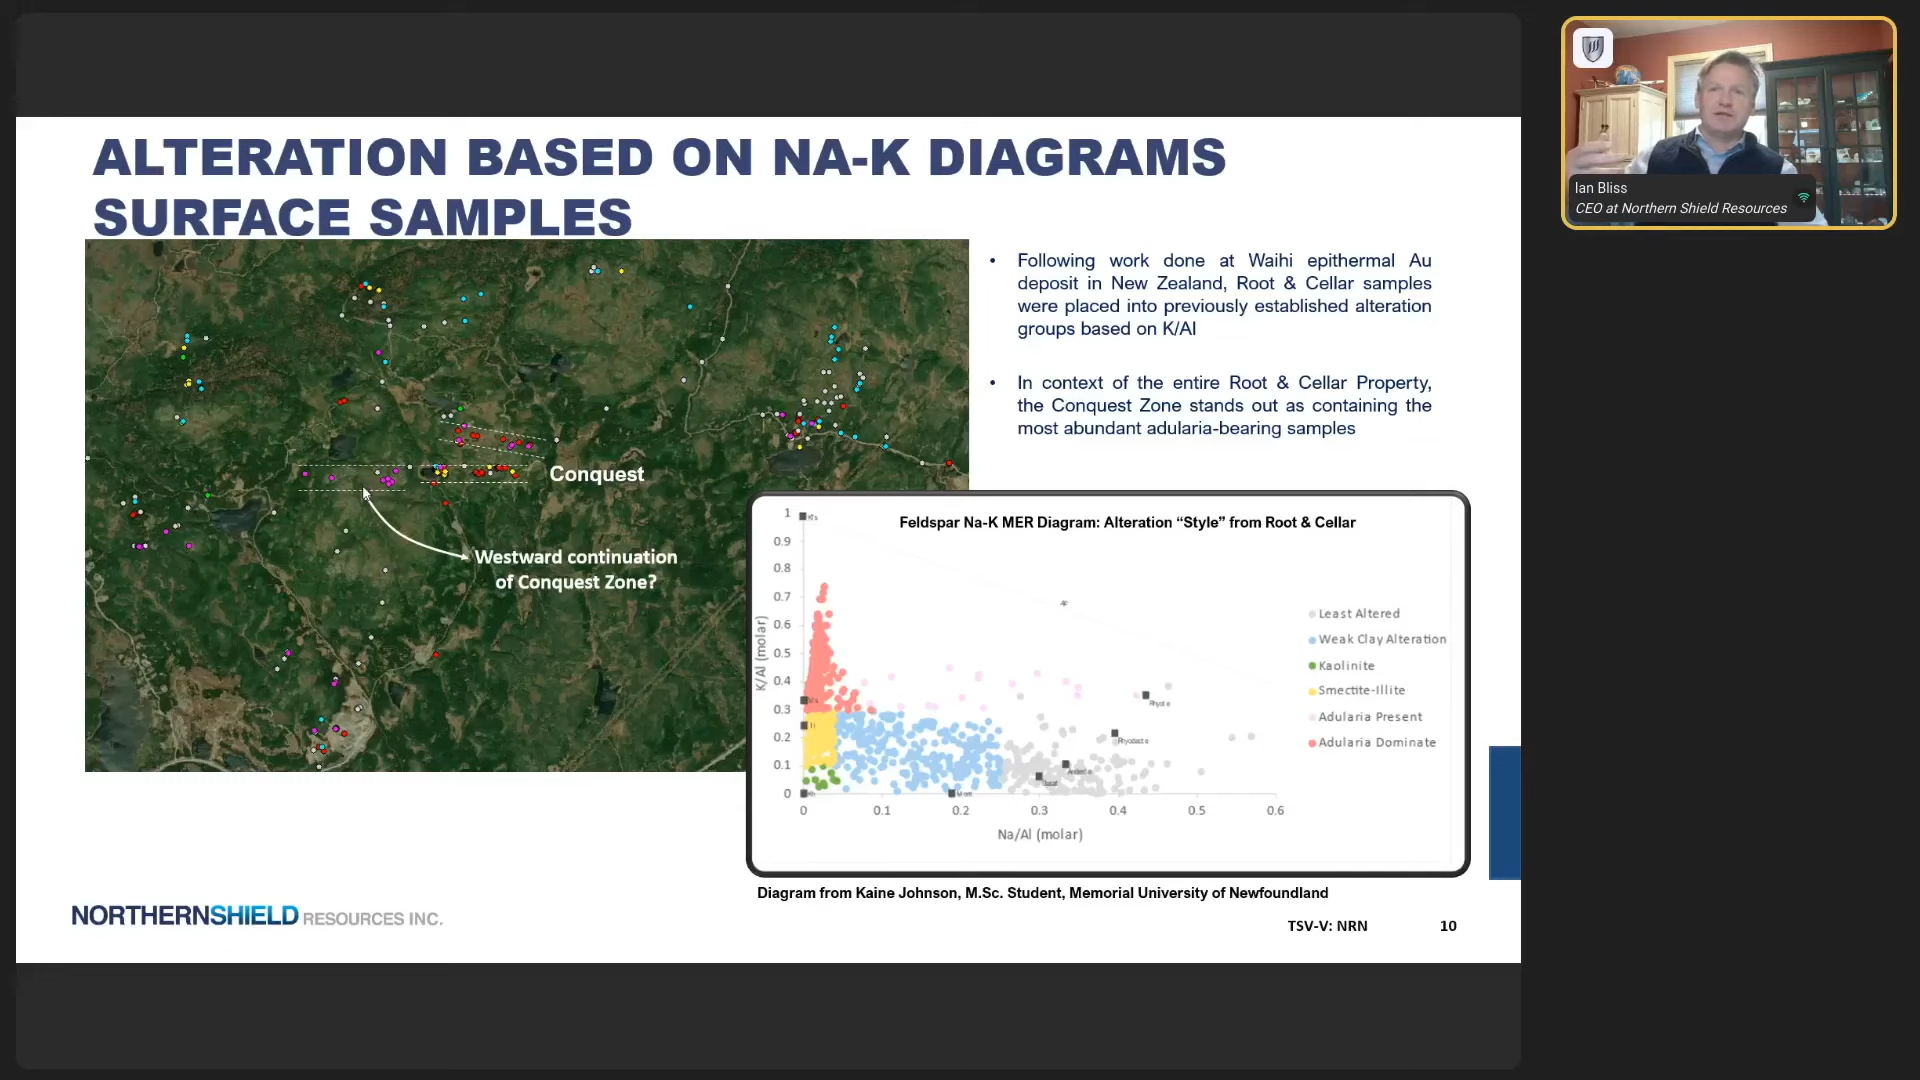 ALTERATION BASED ON NA-K DIAGRAMS
SURFACE SAMPLES
Conquest
Westward continuation
of Conquest Zone?
• Following work done at Waihi epithermal Au
deposit in New Zealand, Root & Cellar samples
were placed into previously established alteration
groups based on K/Al
• In context of the entire Root & Cellar Property,
the Conquest Zone stands out as containing the
most abundant adularia-bearing samples
Feldspar Na-K MER Diagram: Alteration “Style” from Root & Cellar
K/Al (molar)
1
0.9
0.8
0.7
0.6
0.5
0.4
0.3
0.2
0.1
0
0 0.1 0.2 0.3 0.4 0.5 0.6
Na/Al (molar)
Rhyodacite
Least Altered
Weak Clay Alteration
Kaolinite
Smectite-Illite
Adularia Present
Adularia Dominate
Diagram from Kaine Johnson, M.Sc. Student, Memorial University of Newfoundland
NORTHERNSHIELD RESOURCES INC.
TSV-V: NRN 10
Ian Bliss
CEO at Northern Shield Resources